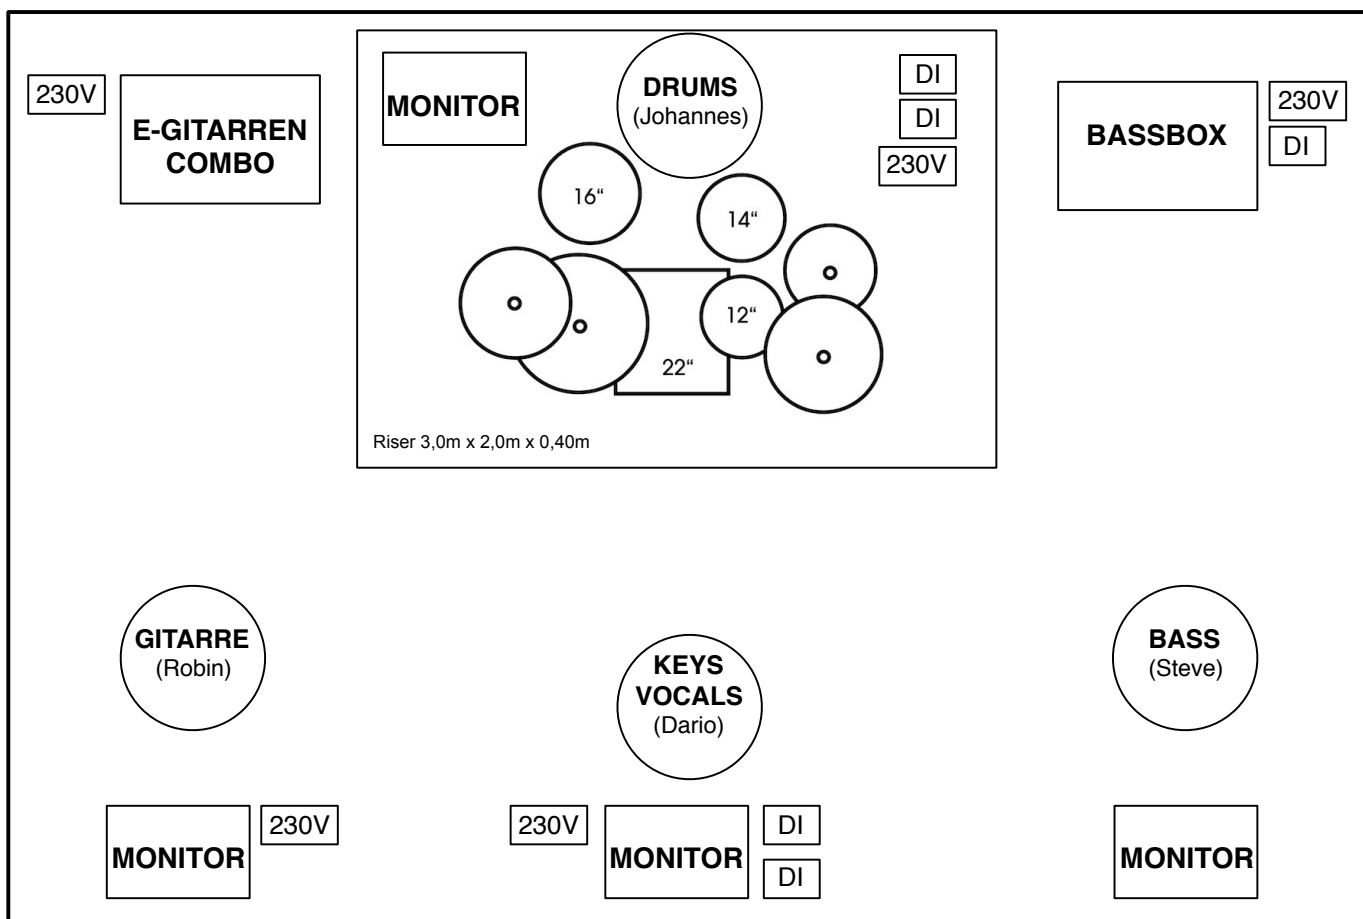 230V
E-GITARREN
COMBO
MONITOR
DRUMS
(Johannes)
DI
DI
230V
BASSBOX
230V
DI
16“
14“
12“
22“
Riser 3,0m x 2,0m x 0,40m
GITARRE
(Robin)
KEYS
VOCALS
(Dario)
BASS
(Steve)
MONITOR
230V
230V
MONITOR
DI
DI
MONITOR